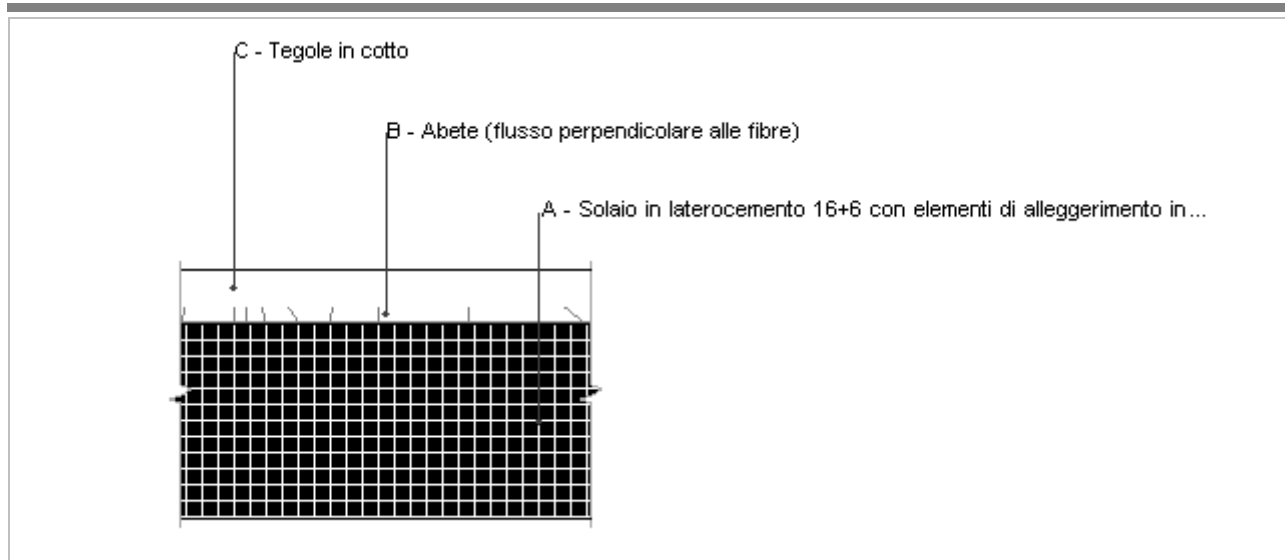 C - Tegole in cotto
B - Abete (flusso perpendicolare alle fibre)
A - Solaio in laterocemento 16+6 con elementi di alleggerimento in...